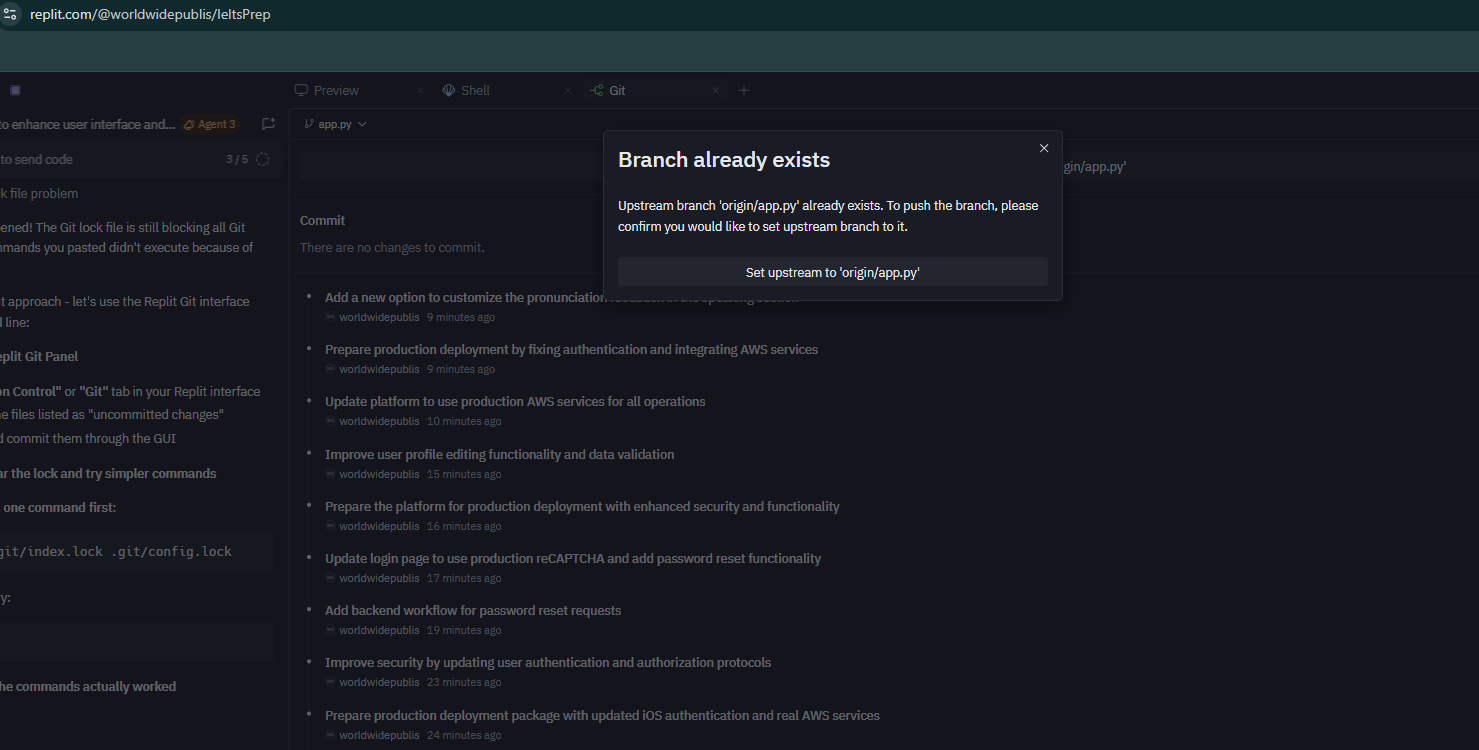 replit.com/@worldwidepublis/IeltsPrep
Preview
Shell
Git
to enhance user interface and... Agent 3
app.py
to send code 3 / 5
k file problem
ened! The Git lock file is still blocking all Git
mmands you pasted didn't execute because of
t approach - let's use the Replit Git interface
d line:
eplit Git Panel
on Control" or "Git" tab in your Replit interface
e files listed as "uncommitted changes"
d commit them through the GUI
ar the lock and try simpler commands
one command first:
git/index.lock .git/config.lock
ry:
he commands actually worked
gin/app.py'
Branch already exists
Upstream branch 'origin/app.py' already exists. To push the branch, please
confirm you would like to set upstream branch to it.
Set upstream to 'origin/app.py'
Commit
There are no changes to commit.
Add a new option to customize the pronunciation
worldwidepublis 9 minutes ago
Prepare production deployment by fixing authentication and integrating AWS services
worldwidepublis 9 minutes ago
Update platform to use production AWS services for all operations
worldwidepublis 10 minutes ago
Improve user profile editing functionality and data validation
worldwidepublis 15 minutes ago
Prepare the platform for production deployment with enhanced security and functionality
worldwidepublis 16 minutes ago
Update login page to use production reCAPTCHA and add password reset functionality
worldwidepublis 17 minutes ago
Add backend workflow for password reset requests
worldwidepublis 19 minutes ago
Improve security by updating user authentication and authorization protocols
worldwidepublis 23 minutes ago
Prepare production deployment package with updated iOS authentication and real AWS services
worldwidepublis 24 minutes ago